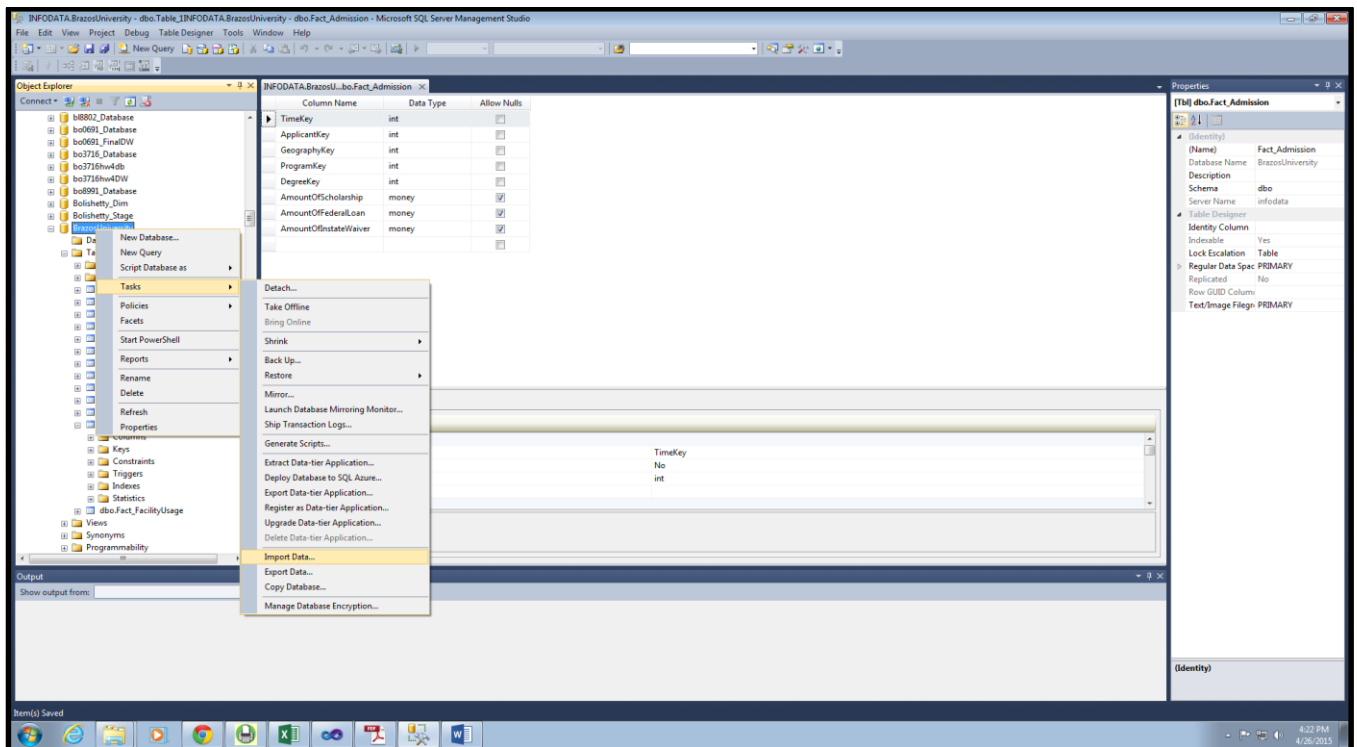 INFODATA.BrazosUniversity - dbo.Table_1INFODATA.BrazosUniversity - dbo.Fact_Admission - Microsoft SQL Server Management Studio
File Edit View Project Debug Table Designer Tools Window Help
New Query
Object Explorer
Connect
bl8802_Database
bo0691_Database
bo0691_FinalDW
bo3716_Database
bo3716hw4db
bo3716hw4DW
bo8991_Database
Bolishetty_Dim
Bolishetty_Stage
BrazosUniversity
Da
Ta
Columns
Keys
Constraints
Triggers
Indexes
Statistics
dbo.Fact_FacilityUsage
Views
Synonyms
Programmability
New Database...
New Query
Script Database as
Tasks
Policies
Facets
Start PowerShell
Reports
Rename
Delete
Refresh
Properties
Detach...
Take Offline
Bring Online
Shrink
Back Up...
Restore
Mirror...
Launch Database Mirroring Monitor...
Ship Transaction Logs...
Generate Scripts...
Extract Data-tier Application...
Deploy Database to SQL Azure...
Export Data-tier Application...
Register as Data-tier Application...
Upgrade Data-tier Application...
Delete Data-tier Application...
Import Data...
Export Data...
Copy Database...
Manage Database Encryption...
INFODATA.BrazosU...bo.Fact_Admission
Column Name Data Type Allow Nulls
TimeKey int
ApplicantKey int
GeographyKey int
ProgramKey int
DegreeKey int
AmountOfScholarship money
AmountOfFederalLoan money
AmountOfInstateWaiver money
TimeKey
No
int
Properties
[Tbl] dbo.Fact_Admission
(Identity)
(Name) Fact_Admission
Database Name BrazosUniversity
Description
Schema dbo
Server Name infodata
Table Designer
Identity Column
Indexable Yes
Lock Escalation Table
Regular Data Spac PRIMARY
Replicated No
Row GUID Colum
Text/Image Filegr PRIMARY
(Identity)
Output
Show output from:
Item(s) Saved
4:22 PM
4/26/2015